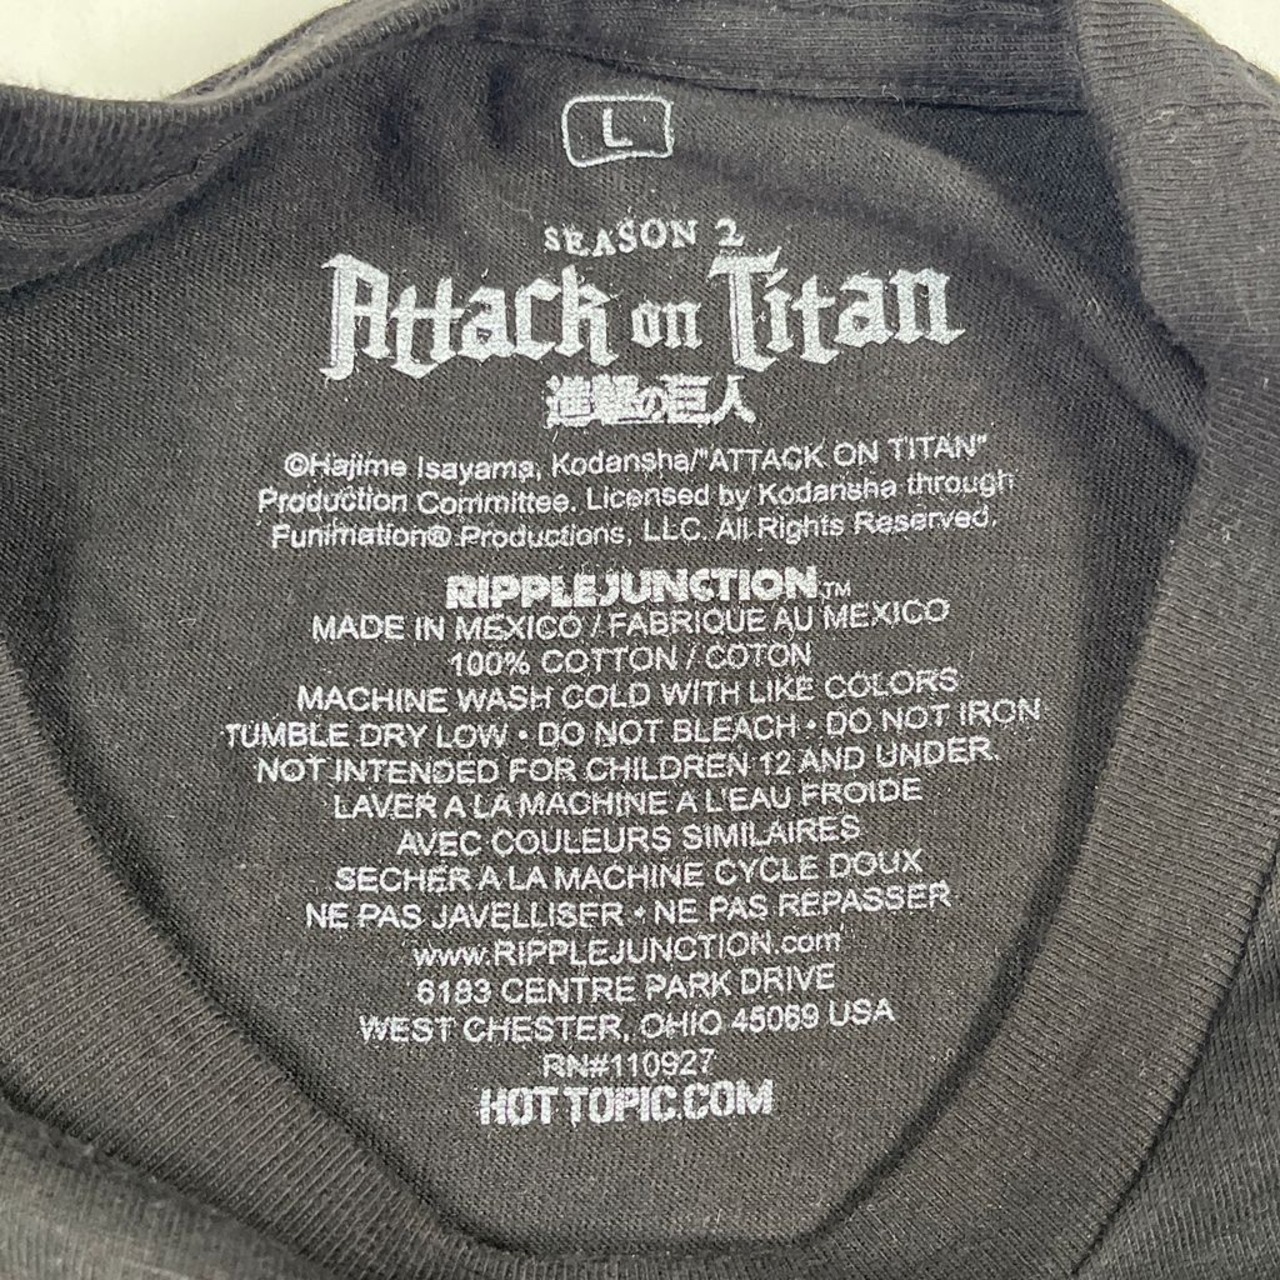 L
SEASON 2
Attack on Titan
進撃の巨人
©Hajime Isayama, Kodansha/"ATTACK ON TITAN"
Production Committee. Licensed by Kodansha through
Funimation® Productions, LLC. All Rights Reserved.
RIPPLE JUNCTION™
MADE IN MEXICO / FABRIQUE AU MEXICO
100% COTTON / COTON
MACHINE WASH COLD WITH LIKE COLORS
TUMBLE DRY LOW • DO NOT BLEACH • DO NOT IRON
NOT INTENDED FOR CHILDREN 12 AND UNDER.
LAVER A LA MACHINE A L'EAU FROIDE
AVEC COULEURS SIMILAIRES
SECHER A LA MACHINE CYCLE DOUX
NE PAS JAVELLISER • NE PAS REPASSER
www.RIPPLEJUNCTION.com
6183 CENTRE PARK DRIVE
WEST CHESTER, OHIO 45069 USA
RN#110927
HOT TOPIC.COM